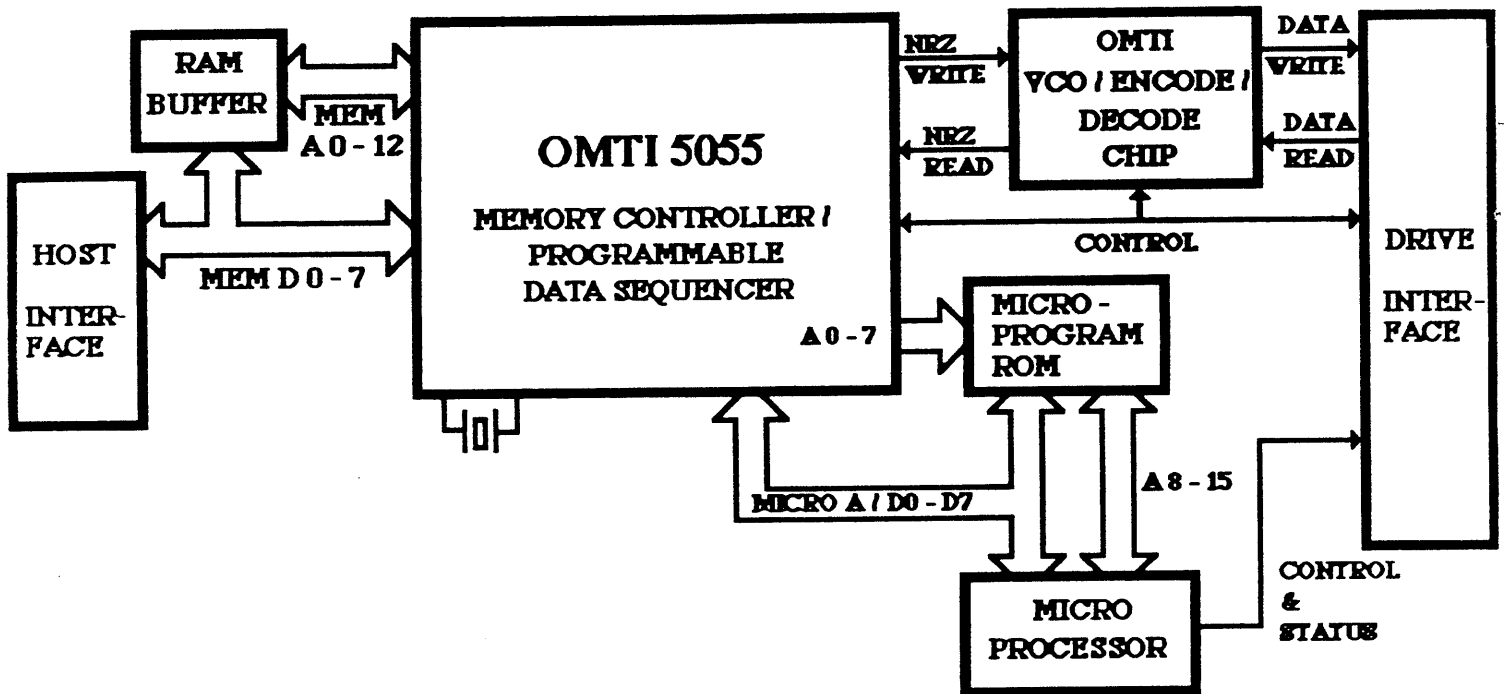 RAM
BUFFER
MEM
A 0 - 12
HOST
INTER-
FACE
MEM D 0 - 7
OMTI 5055
MEMORY CONTROLLER /
PROGRAMMABLE
DATA SEQUENCER
A 0 - 7
NRZ
WRITE
NRZ
READ
OMTI
VCO / ENCODE /
DECODE
CHIP
DATA
WRITE
DATA
READ
CONTROL
DRIVE
INTER-
FACE
MICRO -
PROGRAM
ROM
MICRO A / D0 - D7
A 8 - 15
MICRO
PROCESSOR
CONTROL
&
STATUS